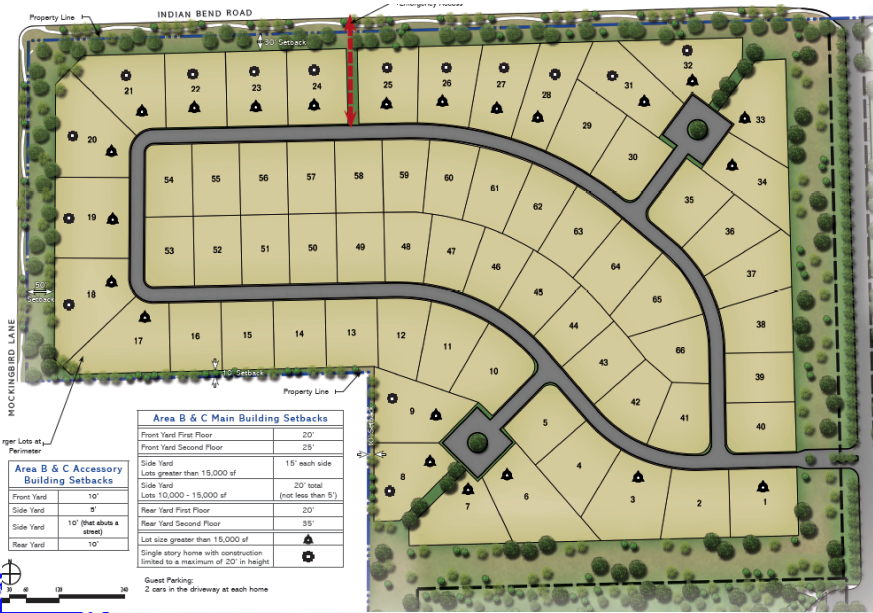 Emergency Access
INDIAN BEND ROAD
Property Line
30' Setback
21
22
23
24
25
26
27
28
29
30
31
32
33
34
35
36
37
38
39
40
20
19
18
17
16
15
14
13
12
11
10
9
8
7
6
5
4
3
2
1
54
55
56
57
58
59
60
61
62
63
64
65
66
53
52
51
50
49
48
47
46
45
44
43
42
41
50'
Setback
MOCKINGBIRD LANE
10' Setback
Property Line
Setback
rger Lots at
Perimeter
Area B & C Main Building Setbacks
Front Yard First Floor 20'
Front Yard Second Floor 25'
Side Yard
Lots greater than 15,000 sf 15' each side
Side Yard 20' total
Lots 10,000 - 15,000 sf (not less than 5')
Rear Yard First Floor 20'
Rear Yard Second Floor 35'
Lot size greater than 15,000 sf
Single story home with construction
limited to a maximum of 20' in height
Area B & C Accessory
Building Setbacks
Front Yard 10'
Side Yard 5'
Side Yard 10' (that abuts a
street)
Rear Yard 10'
N
30 60 120 240
Guest Parking:
2 cars in the driveway at each home